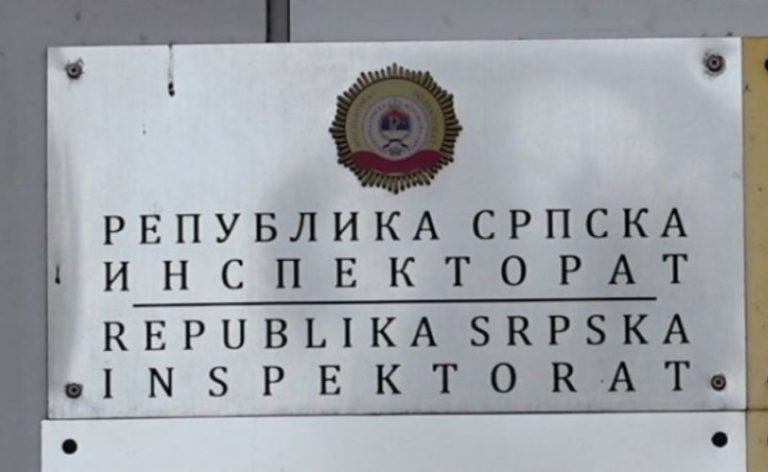 РЕПУБЛИКА СРПСКА
ИНСПЕКТОРАТ
REPUBLIKA SRPSKA
INSPEKTORAT